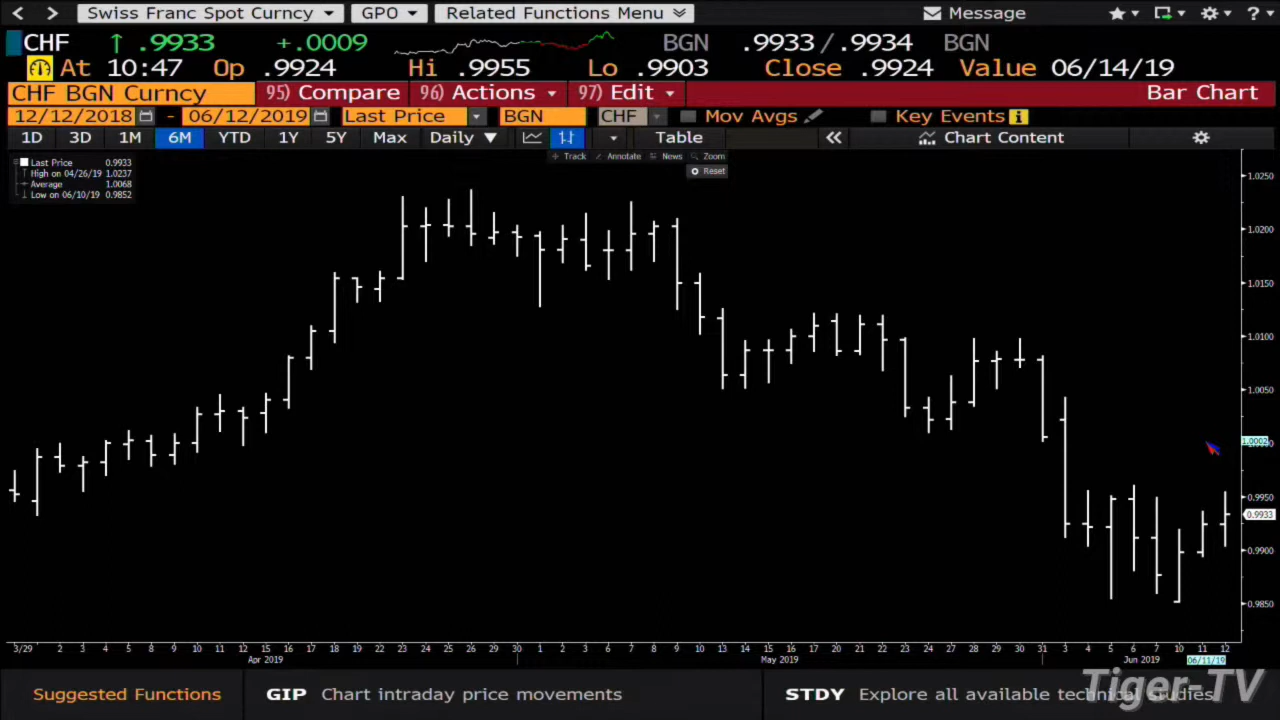 Swiss Franc Spot Curncy GPO Related Functions Menu Message ?
CHF ↑ .9933 +.0009 BGN .9933 / .9934 BGN
At 10:47 Op .9924 Hi .9955 Lo .9903 Close .9924 Value 06/14/19
CHF BGN Curncy 95) Compare 96) Actions 97) Edit Bar Chart
12/12/2018 - 06/12/2019 Last Price BGN CHF Mov Avgs Key Events
1D 3D 1M 6M YTD 1Y 5Y Max Daily ▼ Table « Chart Content
Track Annotate News Zoom
Reset
Last Price 0.9933
High on 04/26/19 1.0237
Average 1.0068
Low on 06/10/19 0.9852
1.0250
1.0200
1.0150
1.0100
1.0050
1.0002
0.9950
0.9933
0.9900
0.9850
3/29 2 3 4 5 8 9 10 11 12 15 16 17 18 19 22 23 24 25 26 29 30 1 2 3 6 7 8 9 10 13 14 15 16 17 20 21 22 23 24 27 28 29 30 31 3 4 5 6 7 10 11 12
Apr 2019 May 2019 Jun 2019 06/11/19
Suggested Functions GIP Chart intraday price movements STDY Explore all available technical studies
Tiger-TV